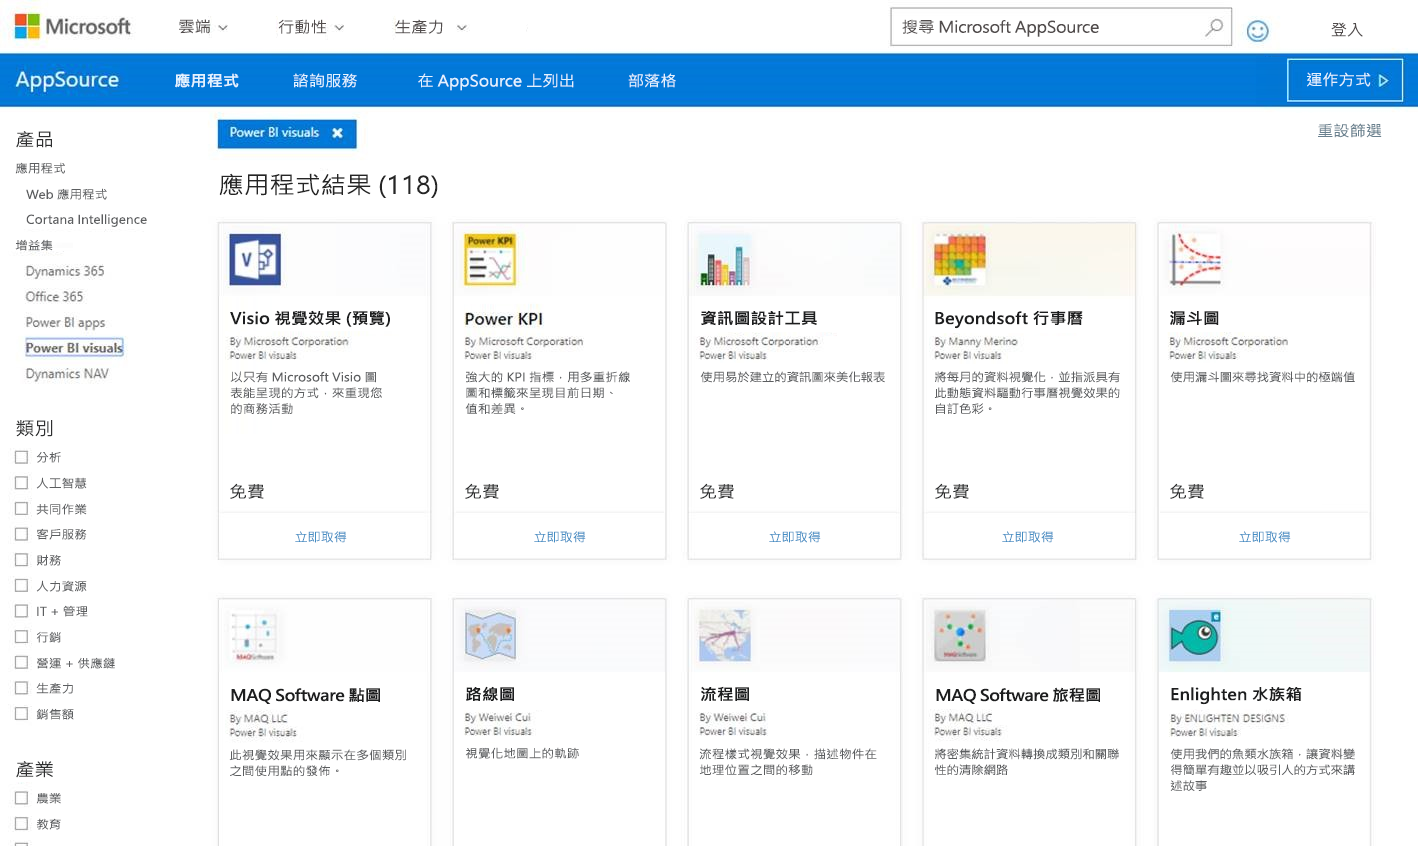 Microsoft
雲端
行動性
生產力
搜尋 Microsoft AppSource
登入
AppSource
應用程式
諮詢服務
在 AppSource 上列出
部落格
運作方式
產品
應用程式
Web 應用程式
Cortana Intelligence
增益集
Dynamics 365
Office 365
Power BI apps
Power BI visuals
Dynamics NAV
類別
分析
人工智慧
共同作業
客戶服務
財務
人力資源
IT + 管理
行銷
營運 + 供應鏈
生產力
銷售額
產業
農業
教育
Power BI visuals
重設篩選
應用程式結果 (118)
Visio 視覺效果 (預覽)
By Microsoft Corporation
Power BI visuals
以只有 Microsoft Visio 圖
表能呈現的方式，來重現您
的商務活動
免費
立即取得
Power KPI
Power KPI
By Microsoft Corporation
Power BI visuals
強大的 KPI 指標，用多重折線
圖和標籤來呈現目前日期、
值和差異。
免費
立即取得
資訊圖設計工具
By Microsoft Corporation
Power BI visuals
使用易於建立的資訊圖來美化報表
免費
立即取得
Beyondsoft 行事曆
By Manny Merino
Power BI visuals
將每月的資料視覺化，並指派具有
此動態資料驅動行事曆視覺效果的
自訂色彩。
免費
立即取得
漏斗圖
By Microsoft Corporation
Power BI visuals
使用漏斗圖來尋找資料中的極端值
免費
立即取得
MAQSoftware
MAQ Software 點圖
By MAQ LLC
Power BI visuals
此視覺效果用來顯示在多個類別
之間使用點的發佈。
路線圖
By Weiwei Cui
Power BI visuals
視覺化地圖上的軌跡
流程圖
By Weiwei Cui
Power BI visuals
流程樣式視覺效果，描述物件在
地理位置之間的移動
MAQSoftware
MAQ Software 旅程圖
By MAQ LLC
Power BI visuals
將密集統計資料轉換成類別和關聯
性的清除網路
Enlighten 水族箱
By ENLIGHTEN DESIGNS
Power BI visuals
使用我們的魚類水族箱，讓資料變
得簡單有趣並以吸引人的方式來講
述故事